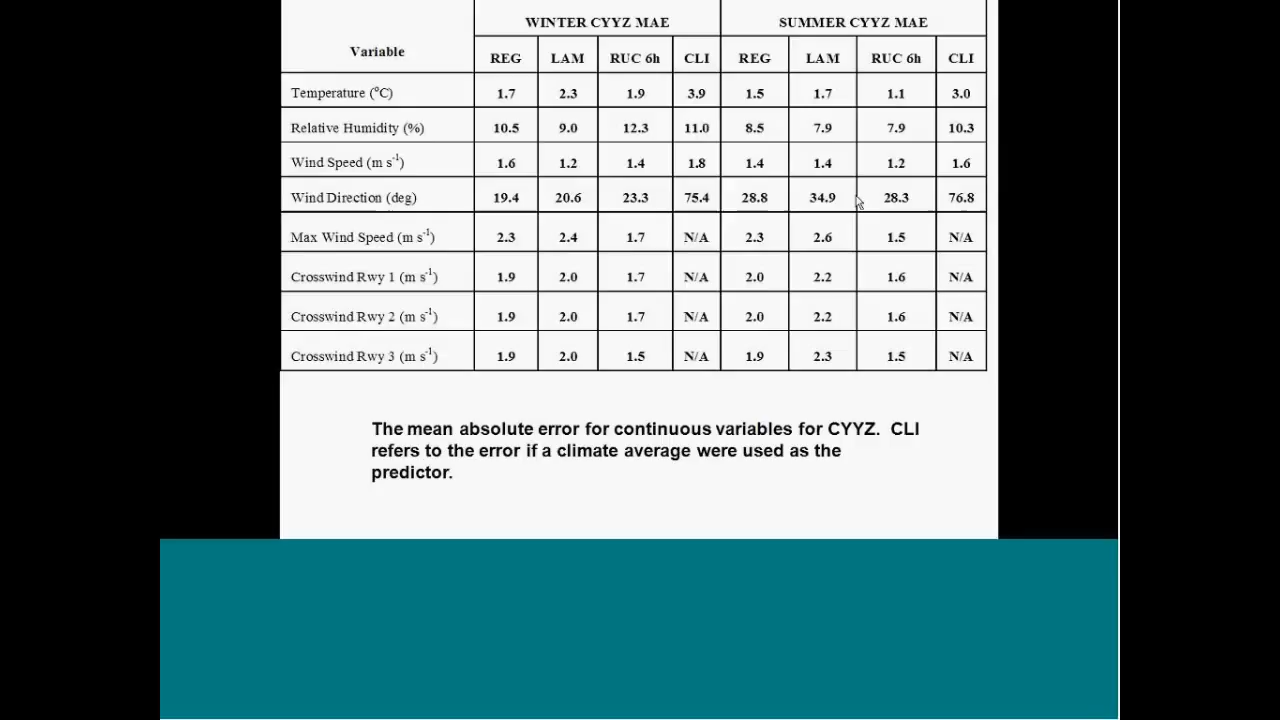 WINTER CYYZ MAE SUMMER CYYZ MAE
Variable REG LAM RUC 6h CLI REG LAM RUC 6h CLI
Temperature (ºC) 1.7 2.3 1.9 3.9 1.5 1.7 1.1 3.0
Relative Humidity (%) 10.5 9.0 12.3 11.0 8.5 7.9 7.9 10.3
Wind Speed (m s⁻¹) 1.6 1.2 1.4 1.8 1.4 1.4 1.2 1.6
Wind Direction (deg) 19.4 20.6 23.3 75.4 28.8 34.9 28.3 76.8
Max Wind Speed (m s⁻¹) 2.3 2.4 1.7 N/A 2.3 2.6 1.5 N/A
Crosswind Rwy 1 (m s⁻¹) 1.9 2.0 1.7 N/A 2.0 2.2 1.6 N/A
Crosswind Rwy 2 (m s⁻¹) 1.9 2.0 1.7 N/A 2.0 2.2 1.6 N/A
Crosswind Rwy 3 (m s⁻¹) 1.9 2.0 1.5 N/A 1.9 2.3 1.5 N/A
The mean absolute error for continuous variables for CYYZ. CLI
refers to the error if a climate average were used as the
predictor.